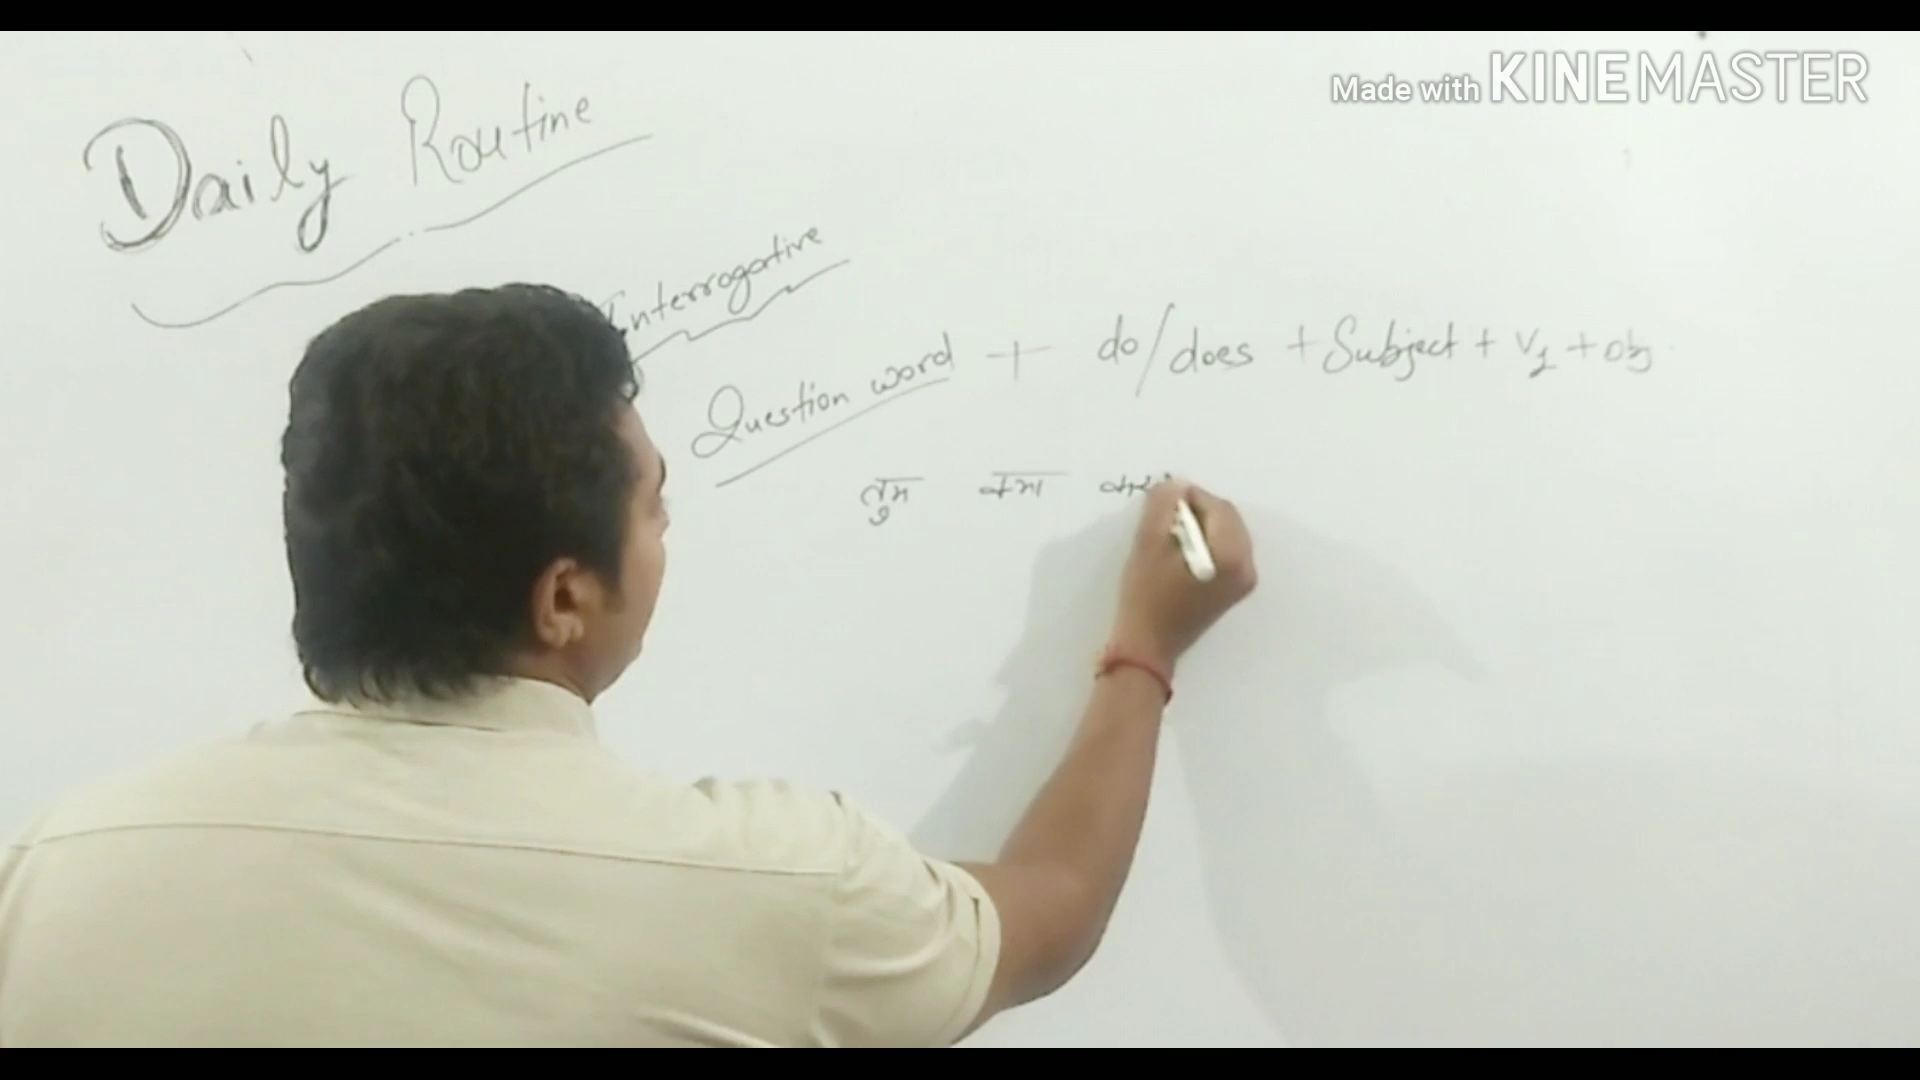 Made with KINEMASTER
Daily Routine
Interrogative
Question word + do/does + Subject + V1 + obj
तुम क्या